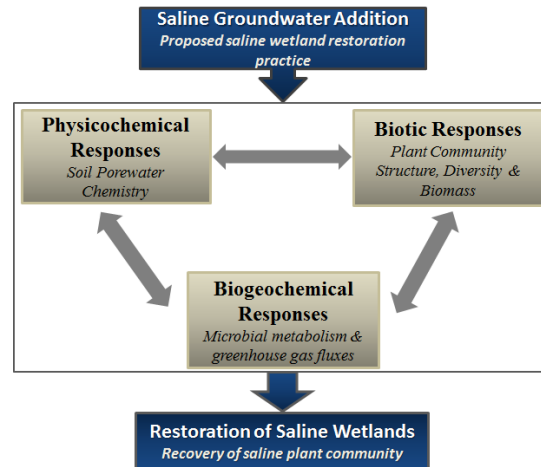 Saline Groundwater Addition
Proposed saline wetland restoration
practice
Physicochemical
Responses
Soil Porewater
Chemistry
Biotic Responses
Plant Community
Structure, Diversity &
Biomass
Biogeochemical
Responses
Microbial metabolism &
greenhouse gas fluxes
Restoration of Saline Wetlands
Recovery of saline plant community